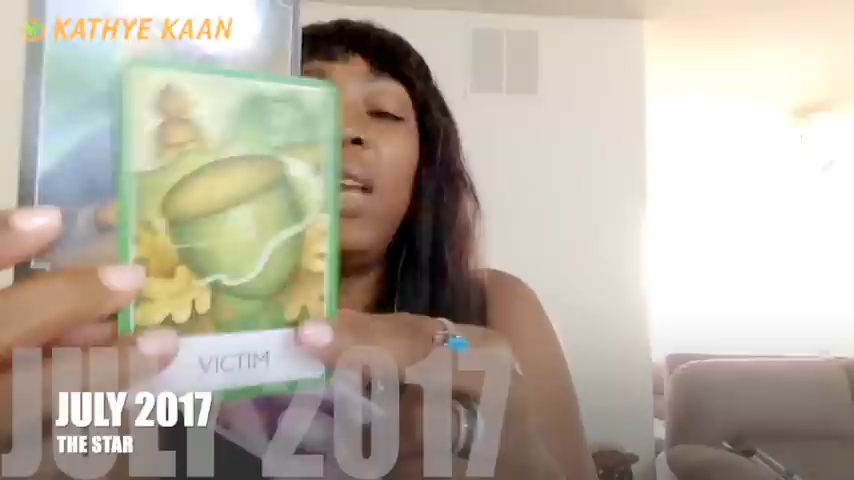 KATHYE KAAN
VICTIM
JULY 2017
JULY 2017
THE STAR